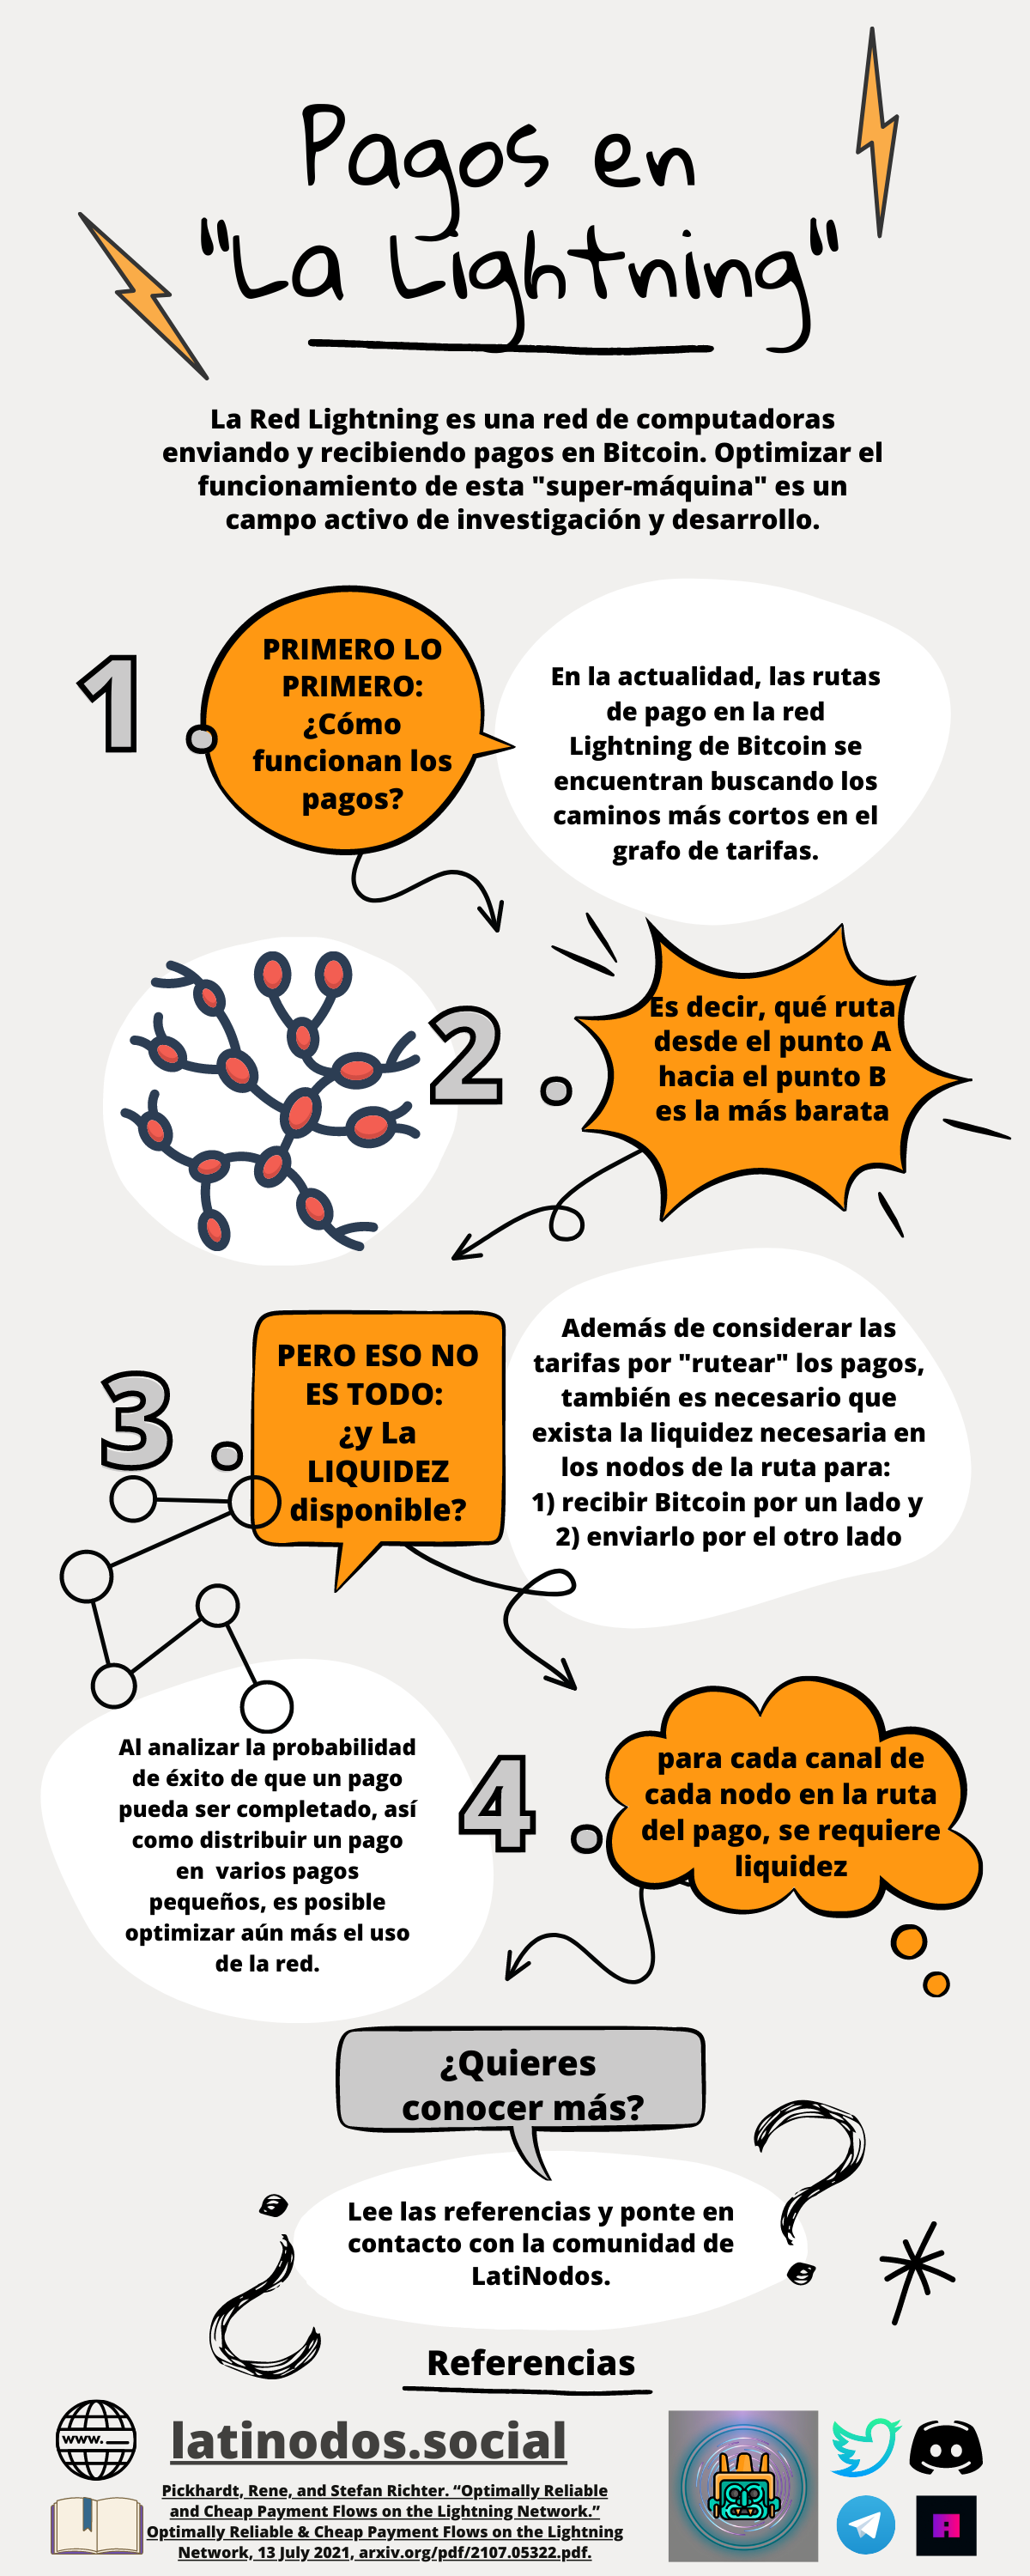 Pagos en
"La Lightning"
La Red Lightning es una red de computadoras
enviando y recibiendo pagos en Bitcoin. Optimizar el
funcionamiento de esta "super-máquina" es un
campo activo de investigación y desarrollo.
1.
PRIMERO LO
PRIMERO:
¿Cómo
funcionan los
pagos?
En la actualidad, las rutas
de pago en la red
Lightning de Bitcoin se
encuentran buscando los
caminos más cortos en el
grafo de tarifas.
2.
Es decir, qué ruta
desde el punto A
hacia el punto B
es la más barata
3.
PERO ESO NO
ES TODO:
¿y La
LIQUIDEZ
disponible?
Además de considerar las
tarifas por "rutear" los pagos,
también es necesario que
exista la liquidez necesaria en
los nodos de la ruta para:
1) recibir Bitcoin por un lado y
2) enviarlo por el otro lado
4.
para cada canal de
cada nodo en la ruta
del pago, se requiere
liquidez
Al analizar la probabilidad
de éxito de que un pago
pueda ser completado, así
como distribuir un pago
en varios pagos
pequeños, es posible
optimizar aún más el uso
de la red.
¿Quieres
conocer más?
Lee las referencias y ponte en
contacto con la comunidad de
LatiNodos.
¿?
Referencias
www.
latinodos.social
Pickhardt, Rene, and Stefan Richter. “Optimally Reliable
and Cheap Payment Flows on the Lightning Network.”
Optimally Reliable & Cheap Payment Flows on the Lightning
Network, 13 July 2021, arxiv.org/pdf/2107.05322.pdf.